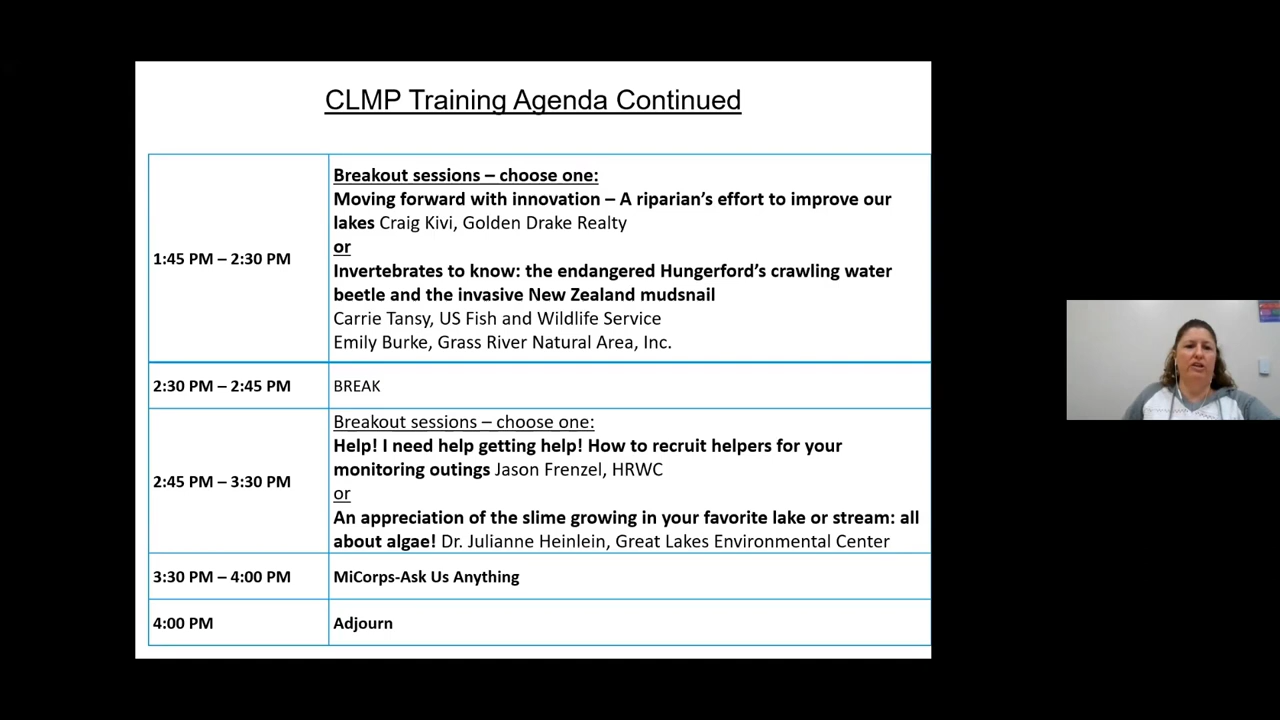 CLMP Training Agenda Continued
Breakout sessions – choose one:
Moving forward with innovation – A riparian's effort to improve our
lakes Craig Kivi, Golden Drake Realty
or
1:45 PM – 2:30 PM
Invertebrates to know: the endangered Hungerford's crawling water
beetle and the invasive New Zealand mudsnail
Carrie Tansy, US Fish and Wildlife Service
Emily Burke, Grass River Natural Area, Inc.
2:30 PM – 2:45 PM
BREAK
Breakout sessions – choose one:
Help! I need help getting help! How to recruit helpers for your
monitoring outings Jason Frenzel, HRWC
2:45 PM – 3:30 PM
or
An appreciation of the slime growing in your favorite lake or stream: all
about algae! Dr. Julianne Heinlein, Great Lakes Environmental Center
3:30 PM – 4:00 PM
MiCorps-Ask Us Anything
4:00 PM
Adjourn